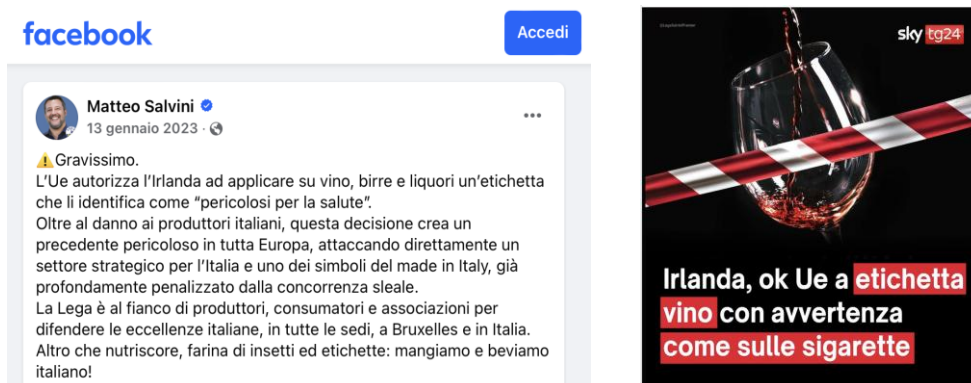 facebook
Accedi
Matteo Salvini
13 gennaio 2023 ·
⚠️Gravissimo.
L’Ue autorizza l’Irlanda ad applicare su vino, birre e liquori un’etichetta
che li identifica come “pericolosi per la salute”.
Oltre al danno ai produttori italiani, questa decisione crea un
precedente pericoloso in tutta Europa, attaccando direttamente un
settore strategico per l’Italia e uno dei simboli del made in Italy, già
profondamente penalizzato dalla concorrenza sleale.
La Lega è al fianco di produttori, consumatori e associazioni per
difendere le eccellenze italiane, in tutte le sedi, a Bruxelles e in Italia.
Altro che nutriscore, farina di insetti ed etichette: mangiamo e beviamo
italiano!
sky tg24
Irlanda, ok Ue a etichetta
vino con avvertenza
come sulle sigarette